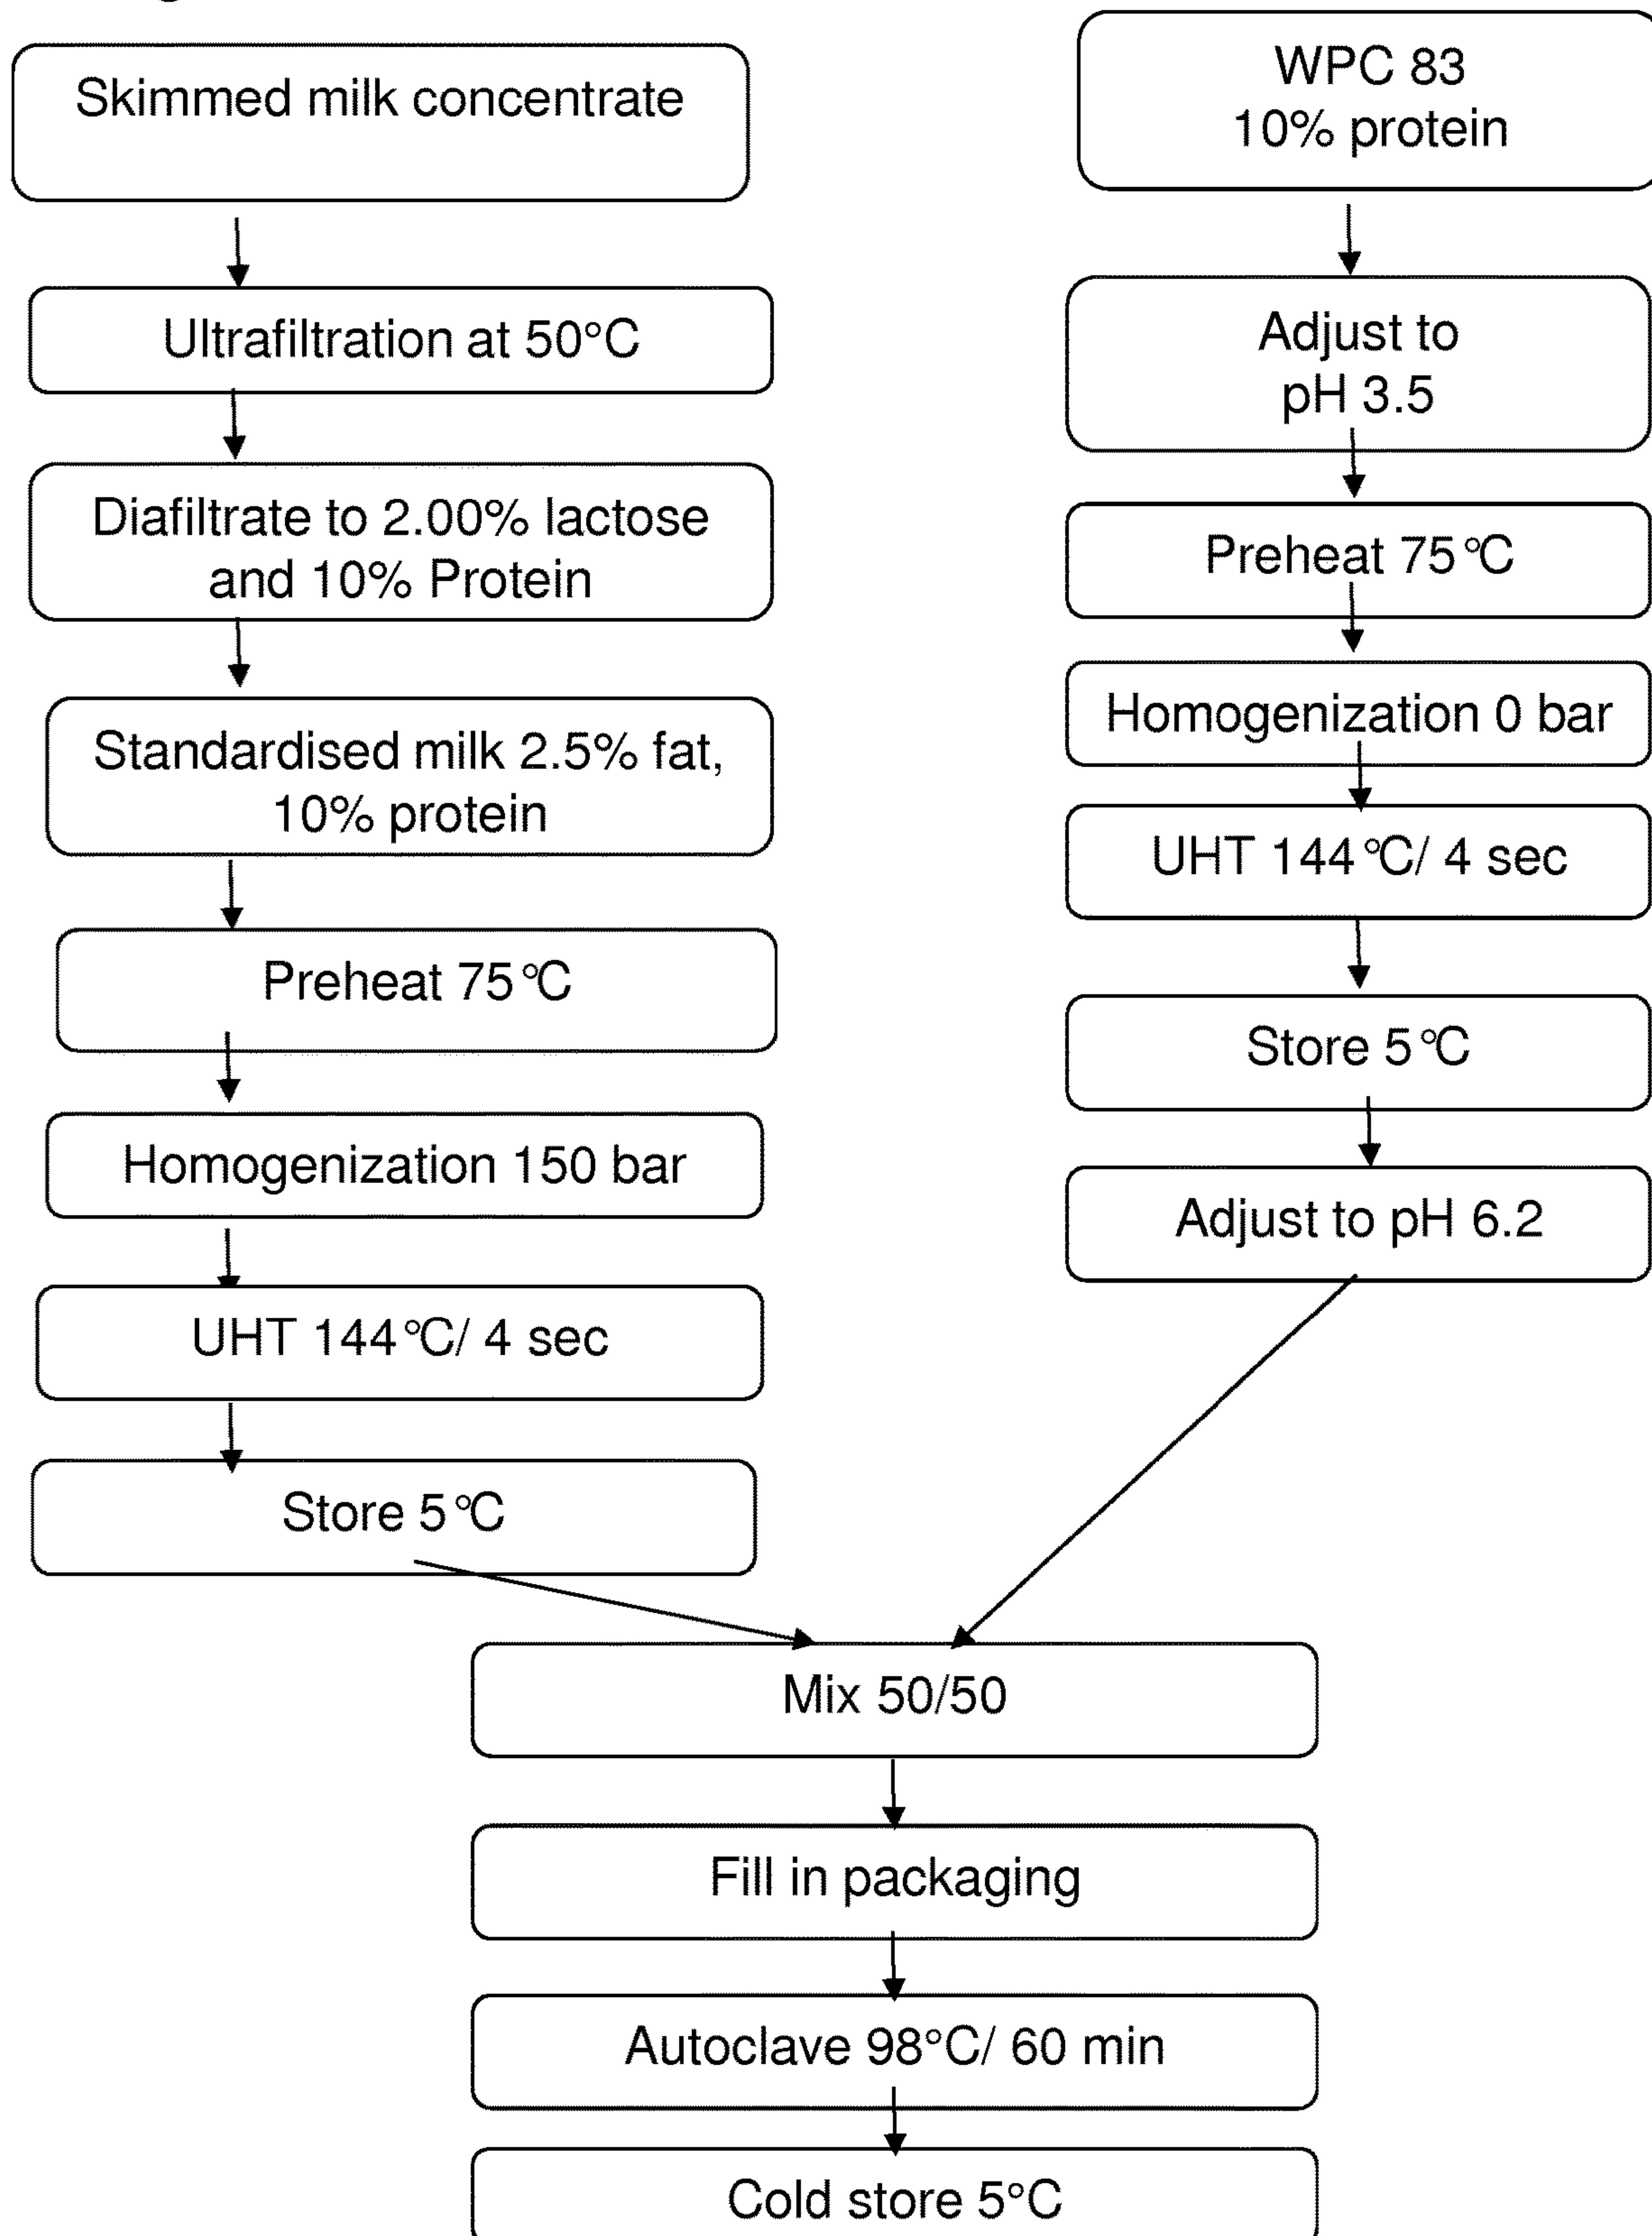 Skimmed milk concentrate
Ultrafiltration at 50°C
Diafiltrate to 2.00% lactose
and 10% Protein
Standardised milk 2.5% fat,
10% protein
Preheat 75°C
Homogenization 150 bar
UHT 144°C/ 4 sec
Store 5°C
WPC 83
10% protein
Adjust to
pH 3.5
Preheat 75°C
Homogenization 0 bar
UHT 144°C/ 4 sec
Store 5°C
Adjust to pH 6.2
Mix 50/50
Fill in packaging
Autoclave 98°C/ 60 min
Cold store 5°C